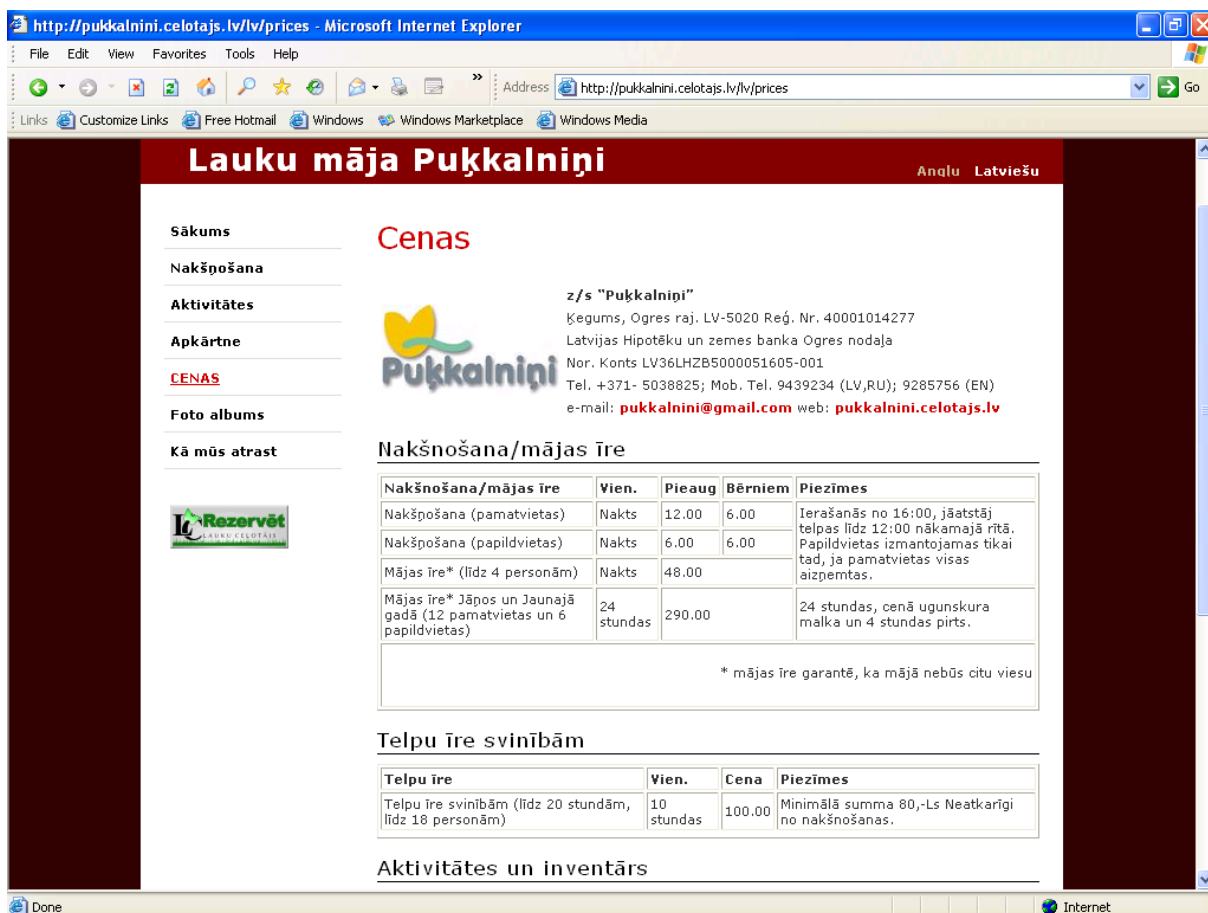 http://pukkalnini.celotajs.lv/lv/prices - Microsoft Internet Explorer
File Edit View Favorites Tools Help
» Address http://pukkalnini.celotajs.lv/lv/prices Go
Links Customize Links Free Hotmail Windows Windows Marketplace Windows Media
Lauku māja Puķkalniņi
Angļu Latviešu
Sākums
Nakšņošana
Aktivitātes
Apkārtne
CENAS
Foto albums
Kā mūs atrast
LC Rezervēt
LAUKU CEĻOTĀJS
Cenas
Puķkalniņi
z/s "Puķkalniņi"
Ķegums, Ogres raj. LV-5020 Reģ. Nr. 40001014277
Latvijas Hipotēku un zemes banka Ogres nodaļa
Nor. Konts LV36LHZB5000051605-001
Tel. +371- 5038825; Mob. Tel. 9439234 (LV,RU); 9285756 (EN)
e-mail: pukkalnini@gmail.com web: pukkalnini.celotajs.lv
Nakšnošana/mājas īre
Nakšņošana/mājas īre Vien. Pieaug Bērniem Piezīmes
Nakšņošana (pamatvietas) Nakts 12.00 6.00
Nakšņošana (papildvietas) Nakts 6.00 6.00
Mājas īre* (līdz 4 personām) Nakts 48.00
Ierašanās no 16:00, jāatstāj
telpas līdz 12:00 nākamajā rītā.
Papildvietas izmantojamas tikai
tad, ja pamatvietas visas
aizņemtas.
Mājas īre* Jāņos un Jaunajā
gadā (12 pamatvietas un 6
papildvietas)
24
stundas
290.00
24 stundas, cenā ugunskura
malka un 4 stundas pirts.
* mājas īre garantē, ka mājā nebūs citu viesu
Telpu īre svinībām
Telpu īre Vien. Cena Piezīmes
Telpu īre svinībām (līdz 20 stundām,
līdz 18 personām)
10
stundas
100.00
Minimālā summa 80,-Ls Neatkarīgi
no nakšņošanas.
Aktivitātes un inventārs
Done Internet